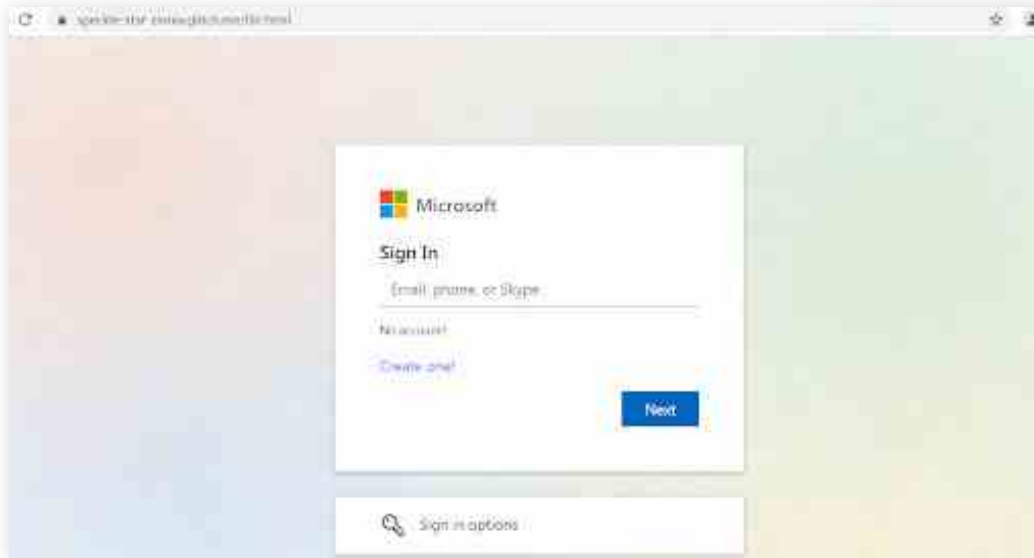 Microsoft
Sign In
Email, phone, or Skype
No account?
Create one!
Next
Sign in options